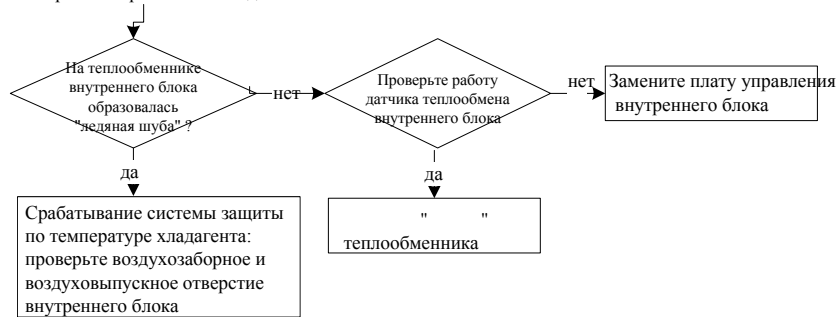 На теплообменнике
внутреннего блока
образовалась
"ледяная шуба" ?
нет
Проверьте работу
датчика теплообмена
внутреннего блока
нет
Замените плату управления
внутреннего блока
да
да
Срабатывание системы защиты
по температуре хладагента:
проверьте воздухозаборное и
воздуховыпускное отверстие
внутреннего блока
" "
теплообменника